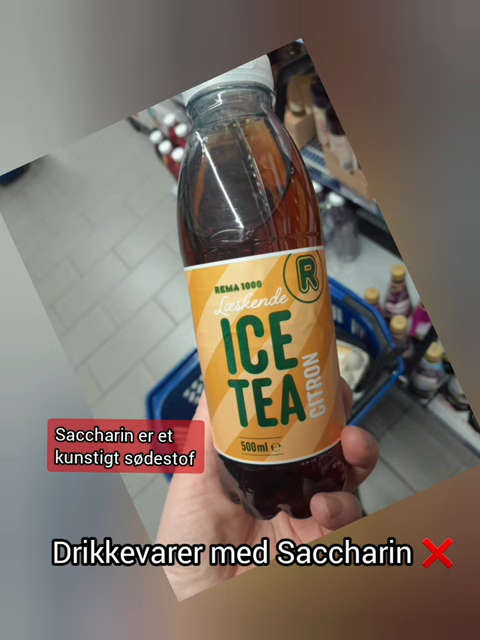 R
REMA 1000
Læskende
ICE
TEA
CITRON
500ml e
Saccharin er et
kunstigt sødestof
Drikkevarer med Saccharin ❌